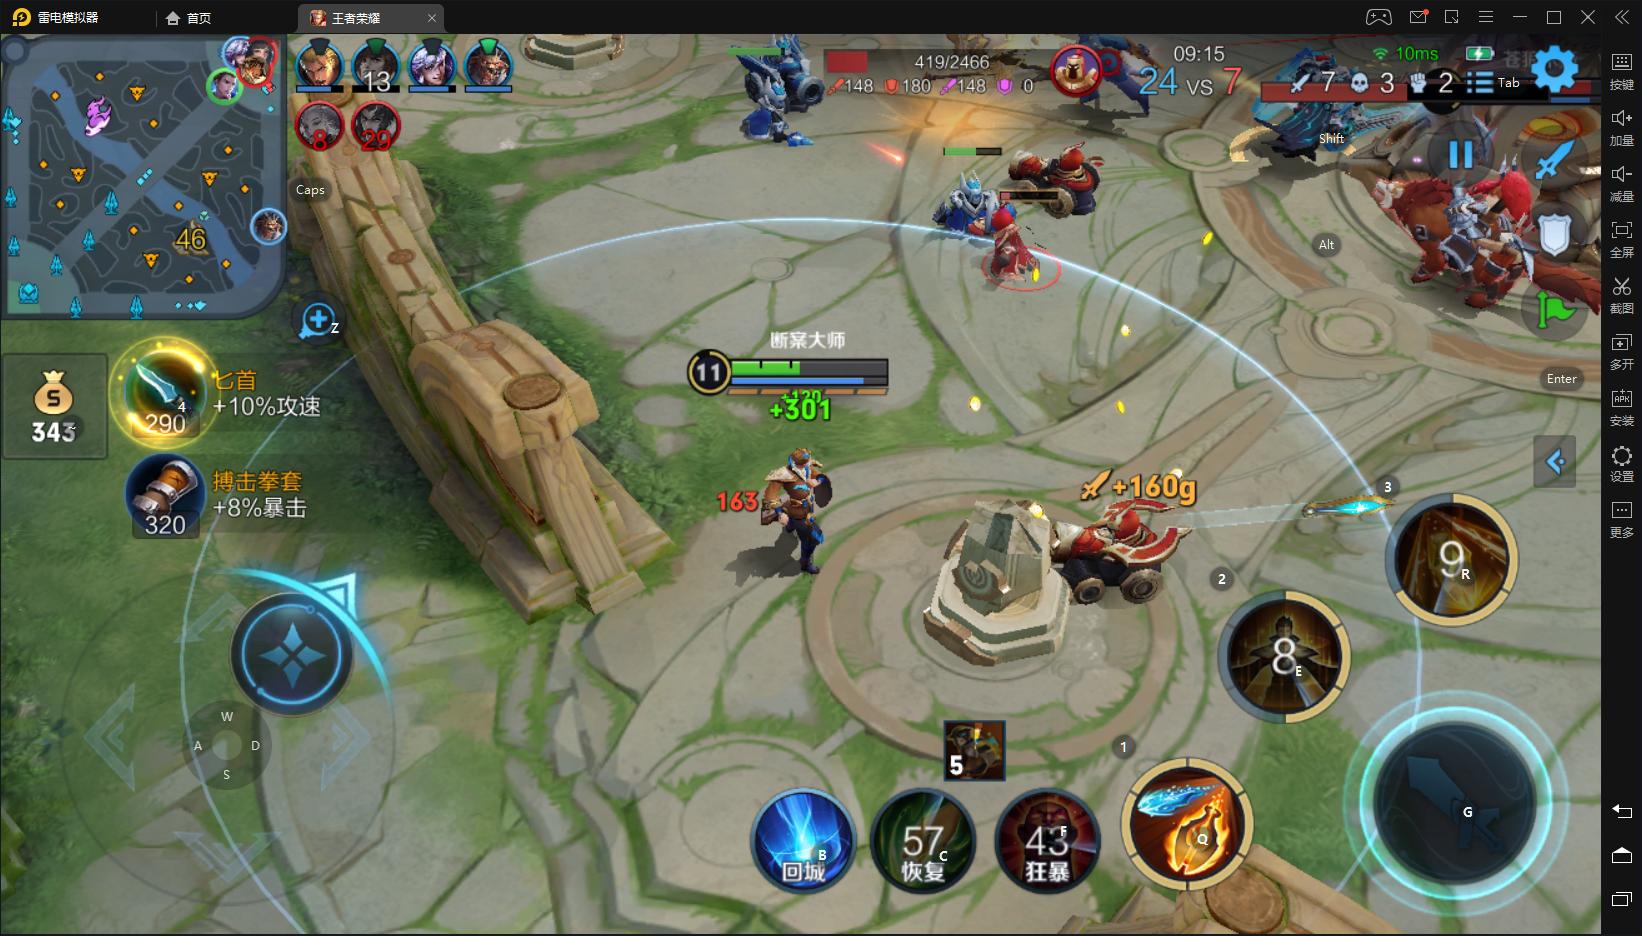 雷电模拟器
首页
王者荣耀
419/2466
148
180
148
0
09:15
24 VS 7
10ms
7
3
2
Tab
按键
13
8
29
Shift
加量
Caps
减量
46
Alt
全屏
截图
Z
断案大师
11
多开
Enter
343
4
290
匕首
+10%攻速
+120
+301
安装
设置
搏击拳套
+8%暴击
320
163
+160g
3
更多
9
R
2
8
E
W
A
D
S
5
1
B
回城
57
C
恢复
43
F
狂暴
Q
G